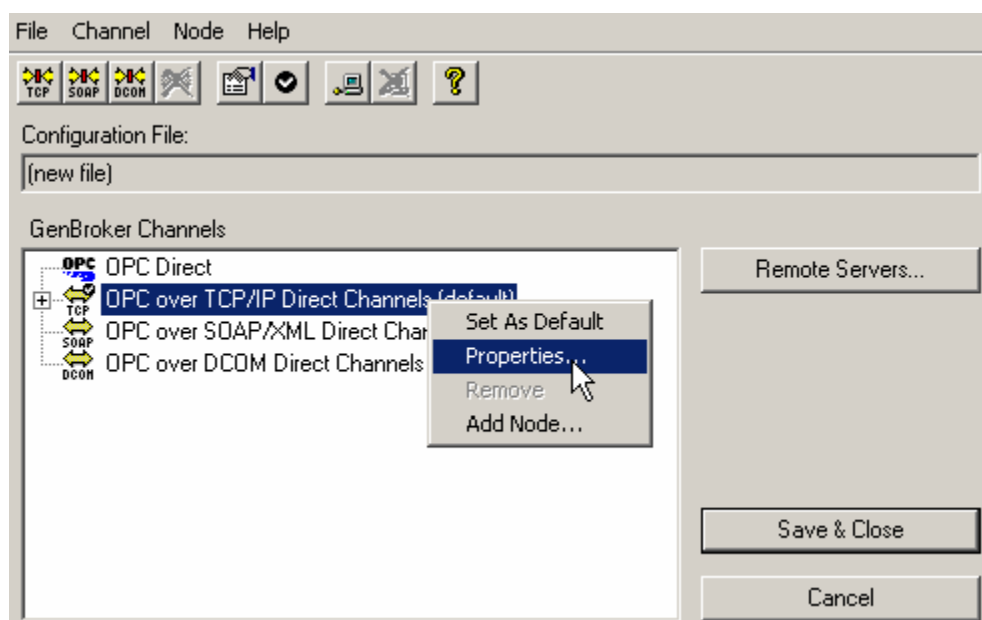 File Channel Node Help
TCP SOAP DCOM
Configuration File:
(new file)
GenBroker Channels
OPC OPC Direct
TCP OPC over TCP/IP Direct Channels (default)
SOAP OPC over SOAP/XML Direct Char
DCOM OPC over DCOM Direct Channels
Set As Default
Properties...
Remove
Add Node...
Remote Servers...
Save & Close
Cancel